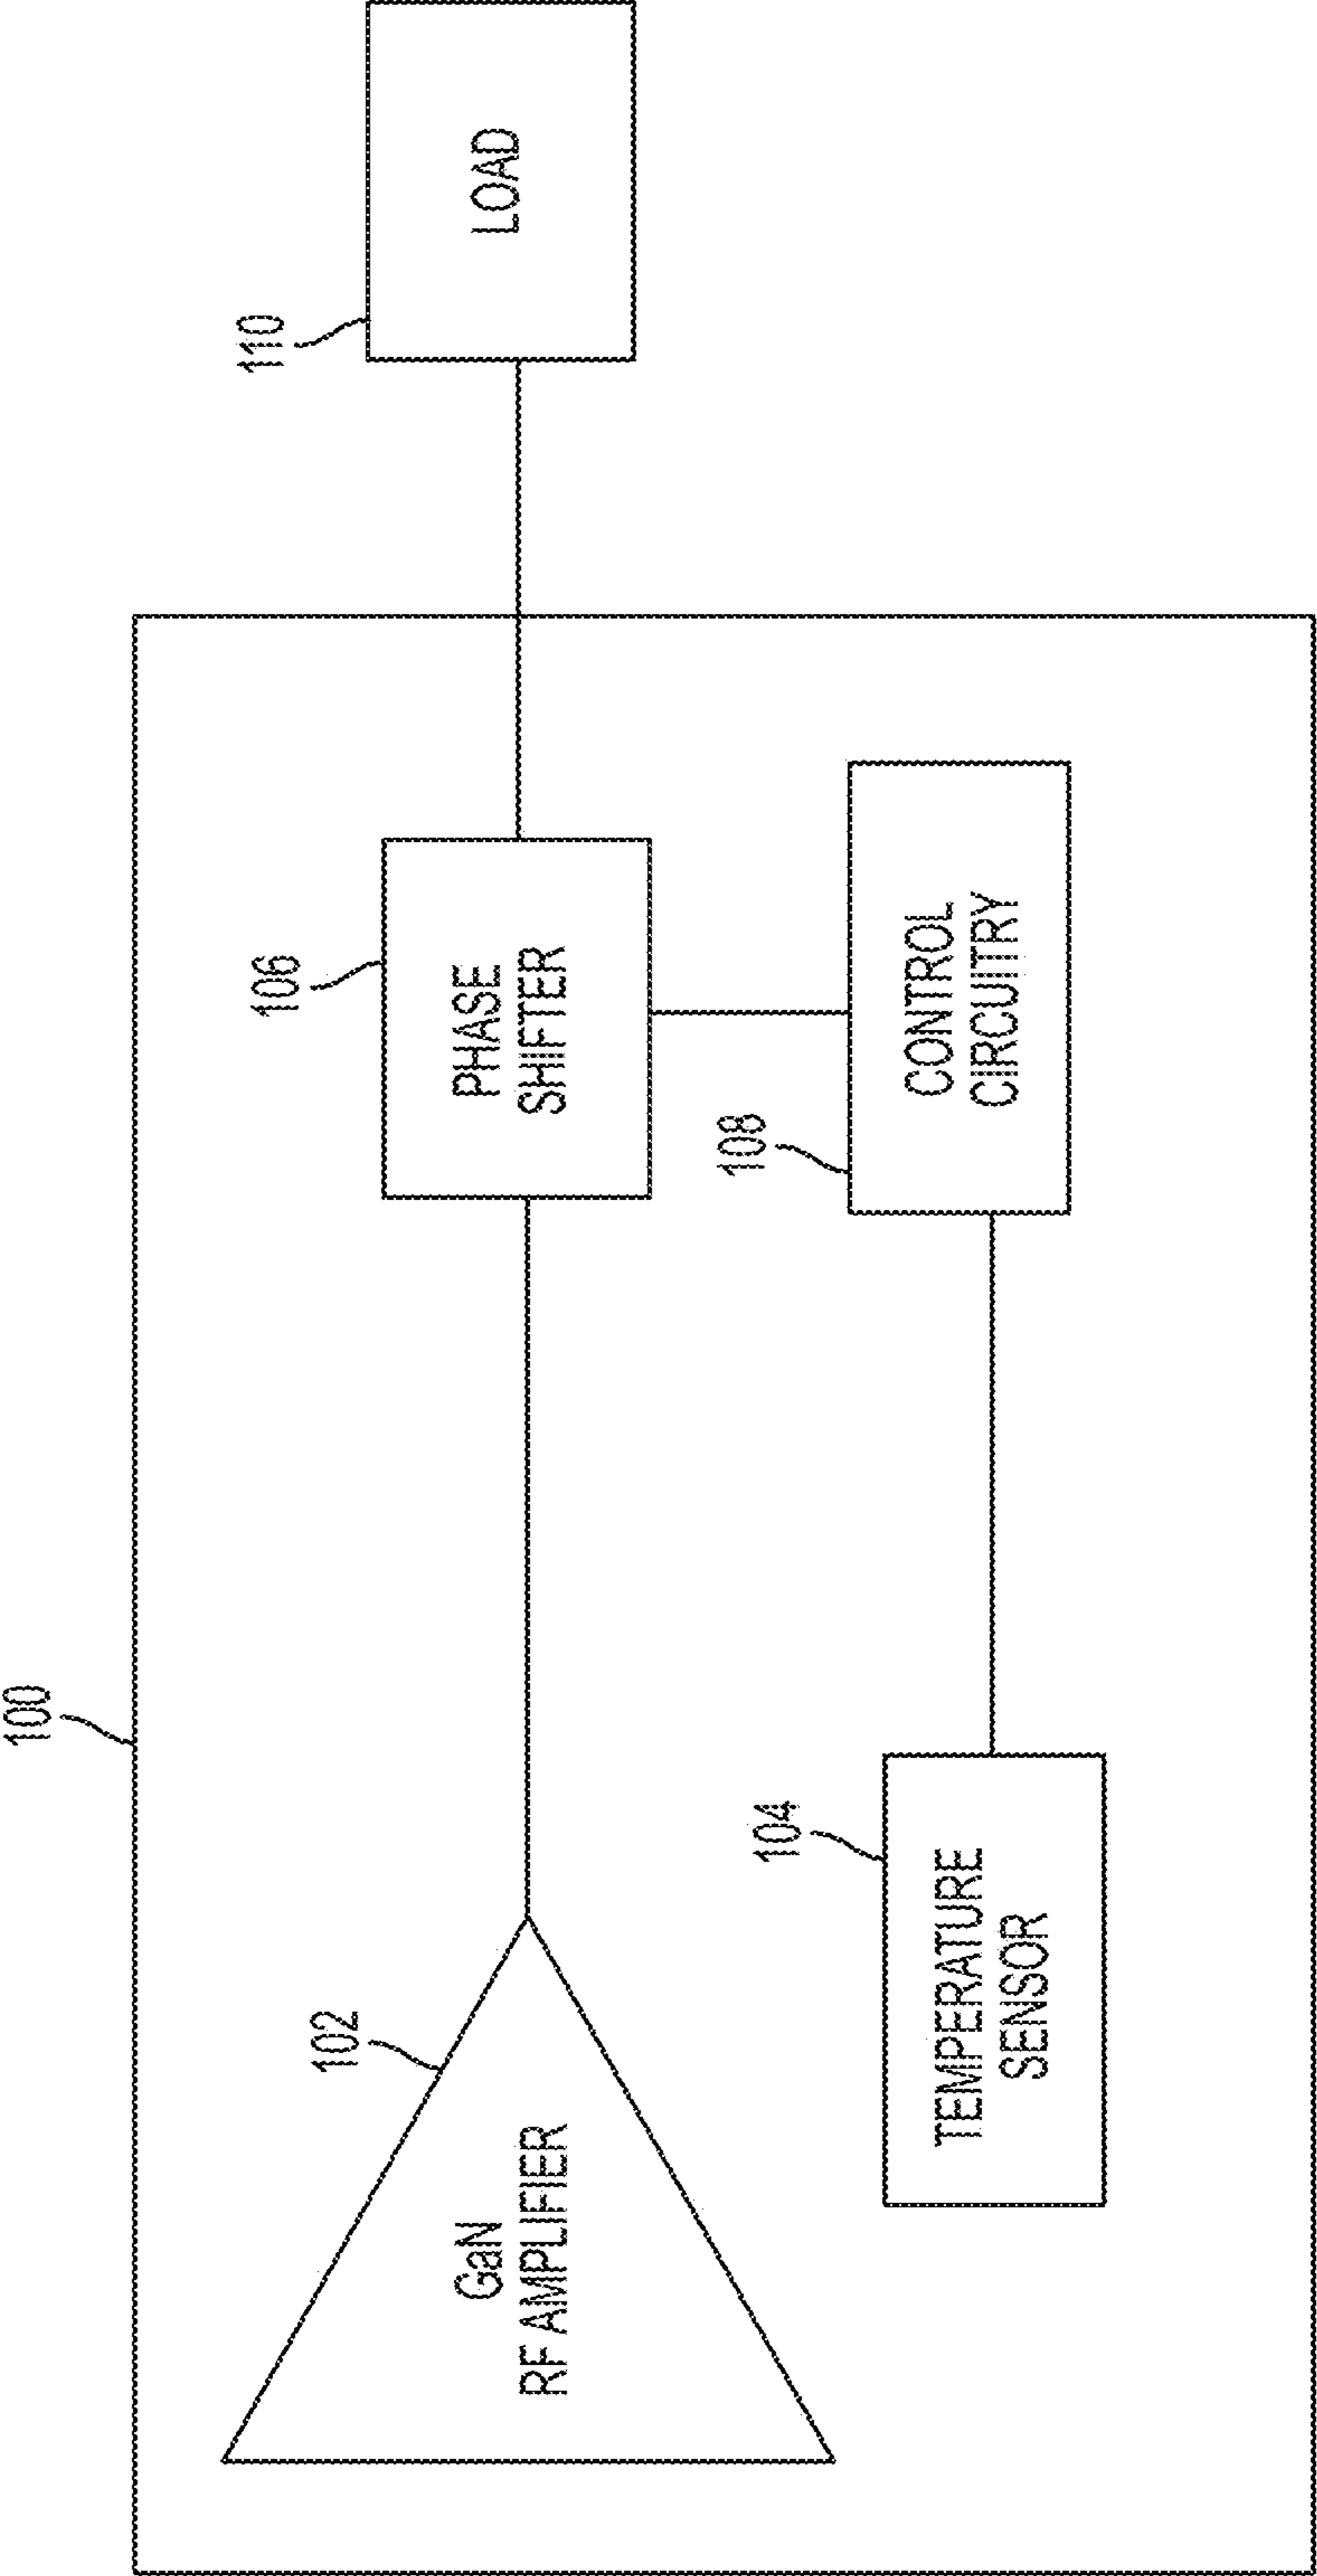 100
102
GaN
RF AMPLIFIER
104
TEMPERATURE
SENSOR
106
PHASE
SHIFTER
108
CONTROL
CIRCUITRY
110
LOAD